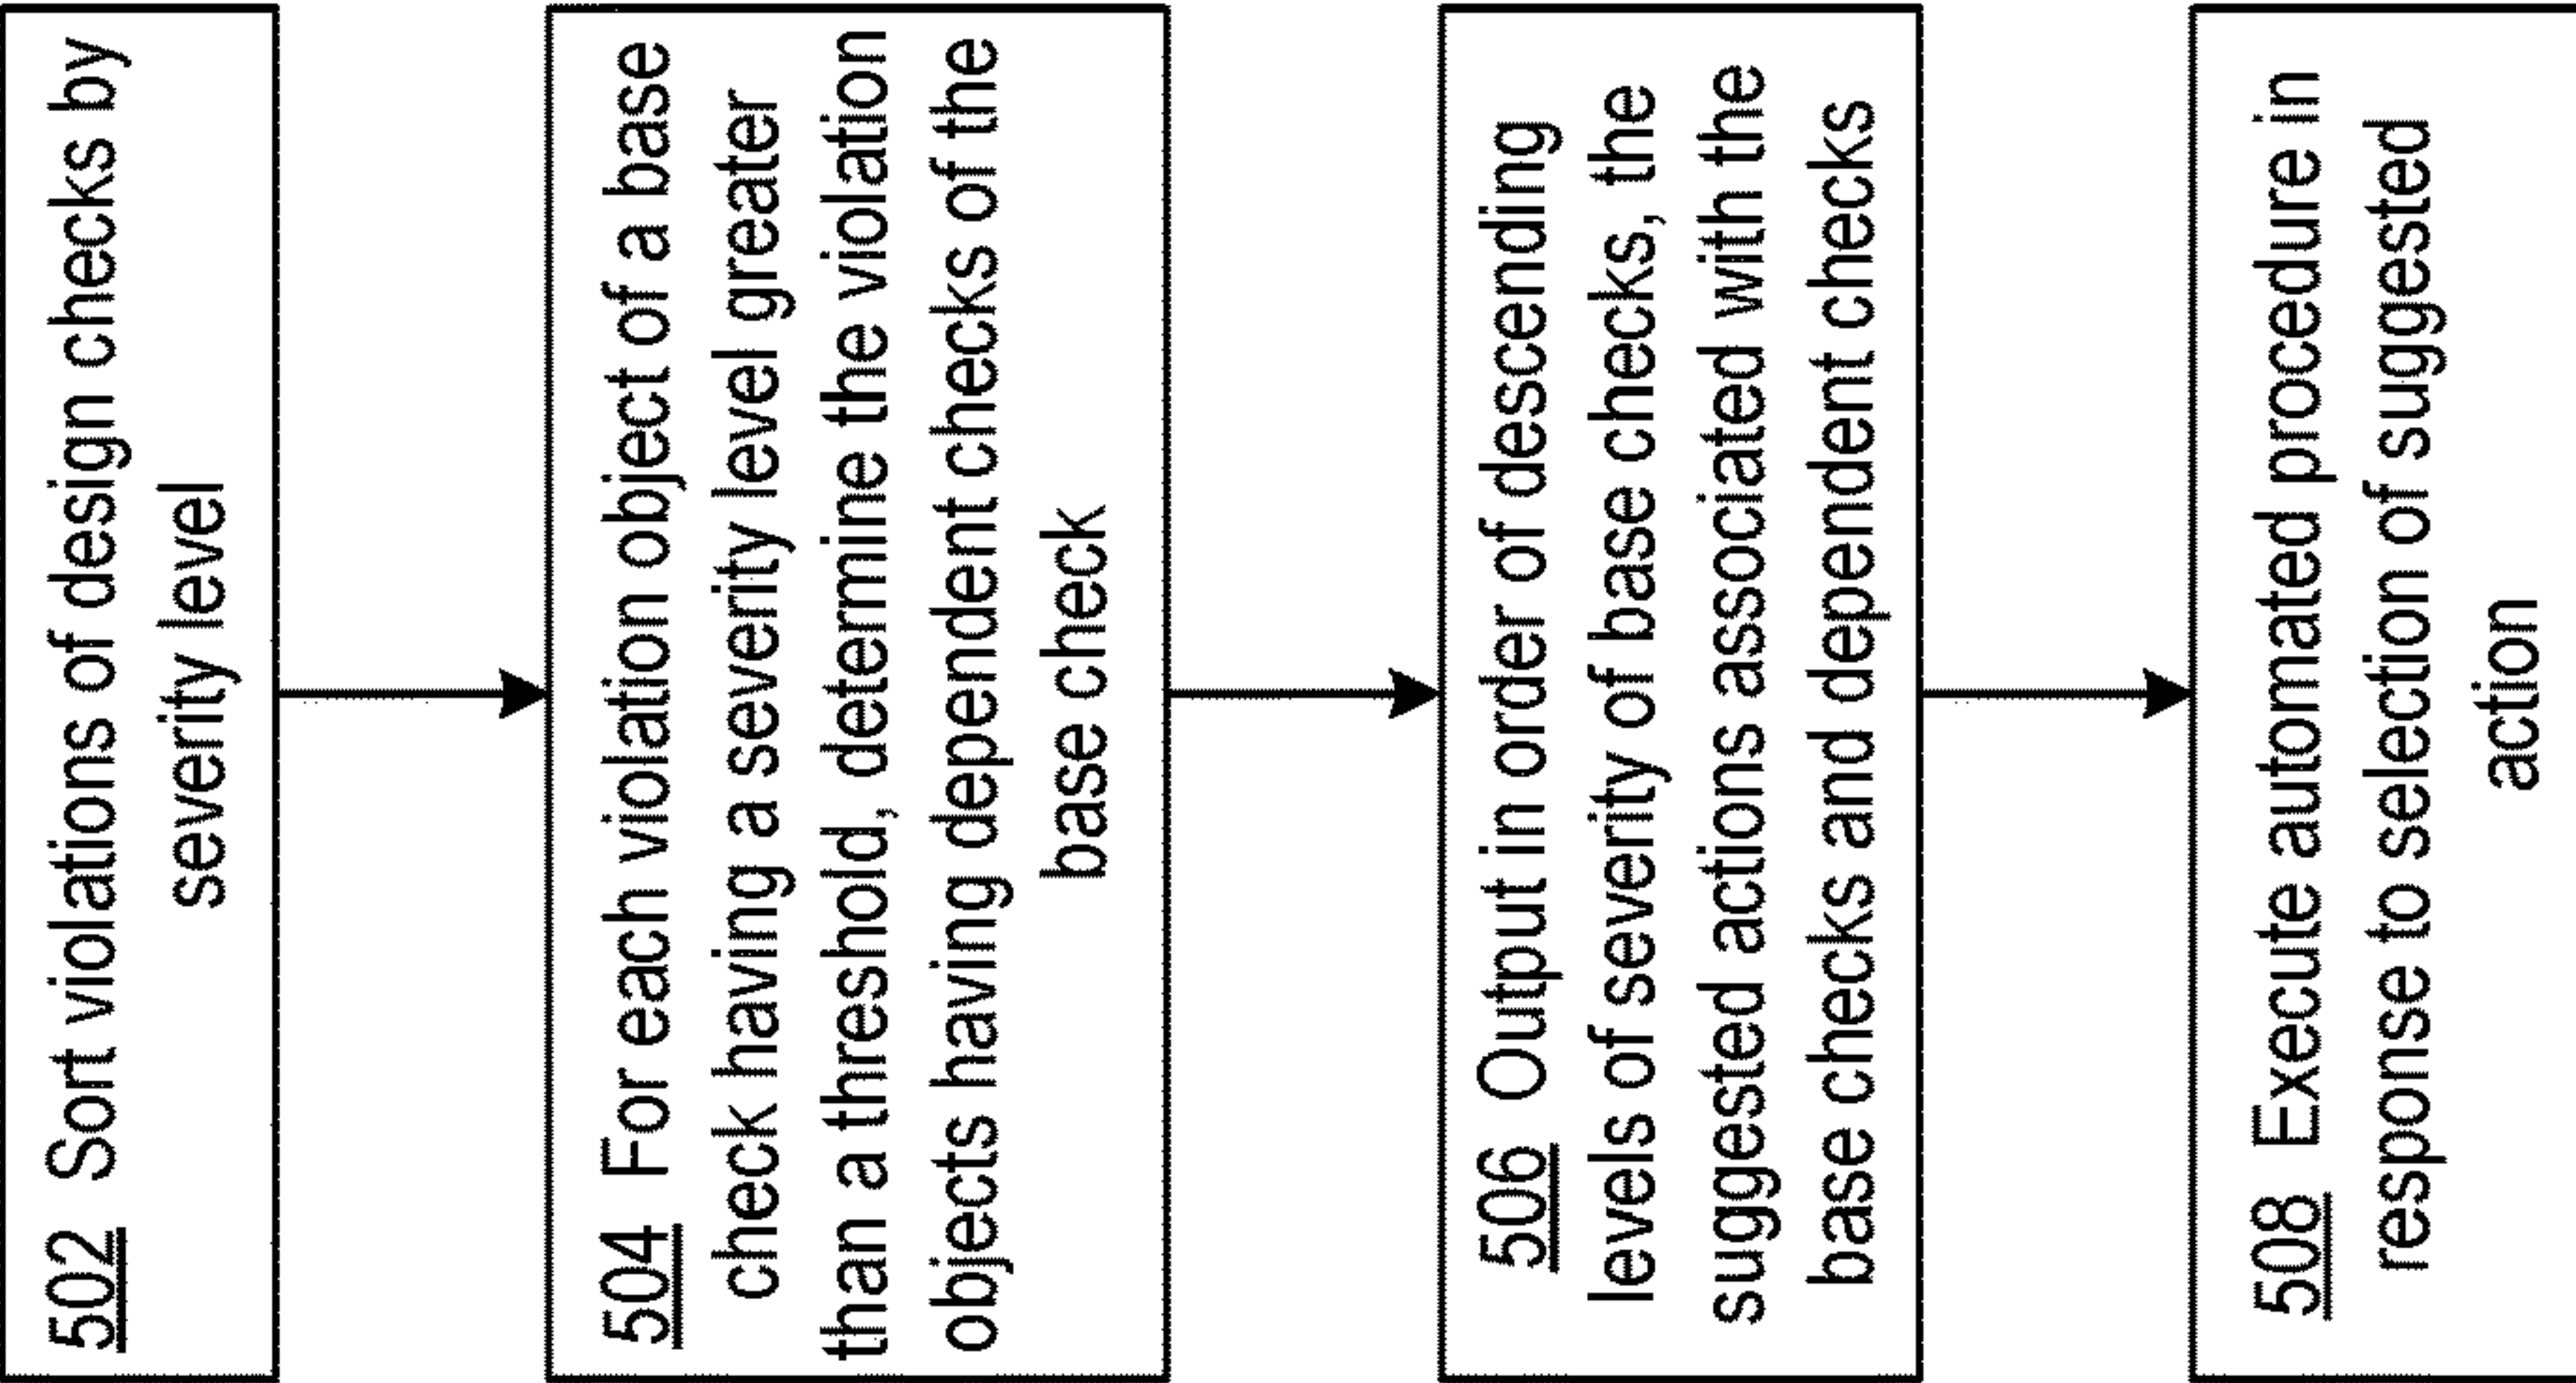 502 Sort violations of design checks by
severity level
504 For each violation object of a base
check having a severity level greater
than a threshold, determine the violation
objects having dependent checks of the
base check
506 Output in order of descending
levels of severity of base checks, the
suggested actions associated with the
base checks and dependent checks
508 Execute automated procedure in
response to selection of suggested
action